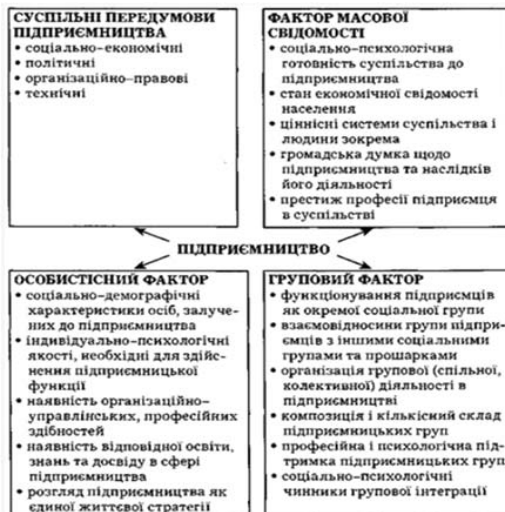 СУСПІЛЬНІ ПЕРЕДУМОВИ
ПІДПРИЄМНИЦТВА
• соціально-економічні
• політичні
• організаційно-правові
• технічні
ФАКТОР МАСОВОЇ
СВІДОМОСТІ
• соціально-психологічна
готовність суспільства до
підприємництва
• стан економічної свідомості
населення
• ціннісні системи суспільства і
людини зокрема
• громадська думка щодо
підприємництва та наслідків
його діяльності
• престиж професії підприємця
в суспільстві
ПІДПРИЄМНИЦТВО
ОСОБИСТІСНИЙ ФАКТОР
• соціально-демографічні
характеристики осіб, залуче-
них до підприємництва
• індивідуально-психологічні
якості, необхідні для здійс-
нення підприємницької
функції
• наявність організаційно-
управлінських, професійних
здібностей
• наявність відповідної освіти,
знань та досвіду в сфері
підприємництва
• розгляд підприємництва як
єдиної життєвої стратегії
ГРУПОВИЙ ФАКТОР
• функціонування підприємців
як окремої соціальної групи
• взаємовідносини групи підпри-
ємців з іншими соціальними
групами та прошарками
• організація групової (спільної,
колективної) діяльності в
підприємництві
• композиція і кількісний склад
підприємницьких груп
• професійна і психологічна під-
тримка підприємницьких груп
• соціально-психологічні
чинники групової інтеграції